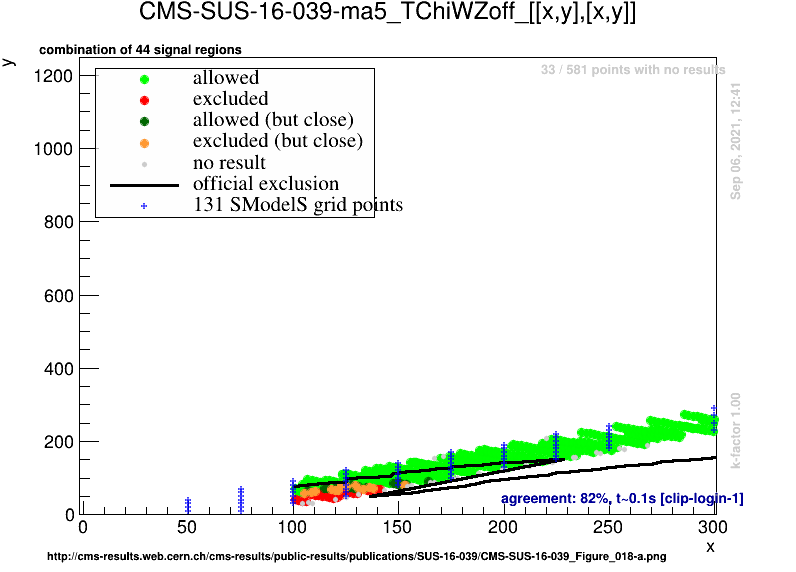 CMS-SUS-16-039-ma5_TChiWZoff_[[x,y],[x,y]]
combination of 44 signal regions
y
33 / 581 points with no results
allowed
excluded
allowed (but close)
excluded (but close)
no result
official exclusion
131 SModelS grid points
Sep 06, 2021, 12:41
k-factor 1.00
1200
1000
800
600
400
200
0
agreement: 82%, t~0.1s [clip-login-1]
0 50 100 150 200 250 300
x
http://cms-results.web.cern.ch/cms-results/public-results/publications/SUS-16-039/CMS-SUS-16-039_Figure_018-a.png